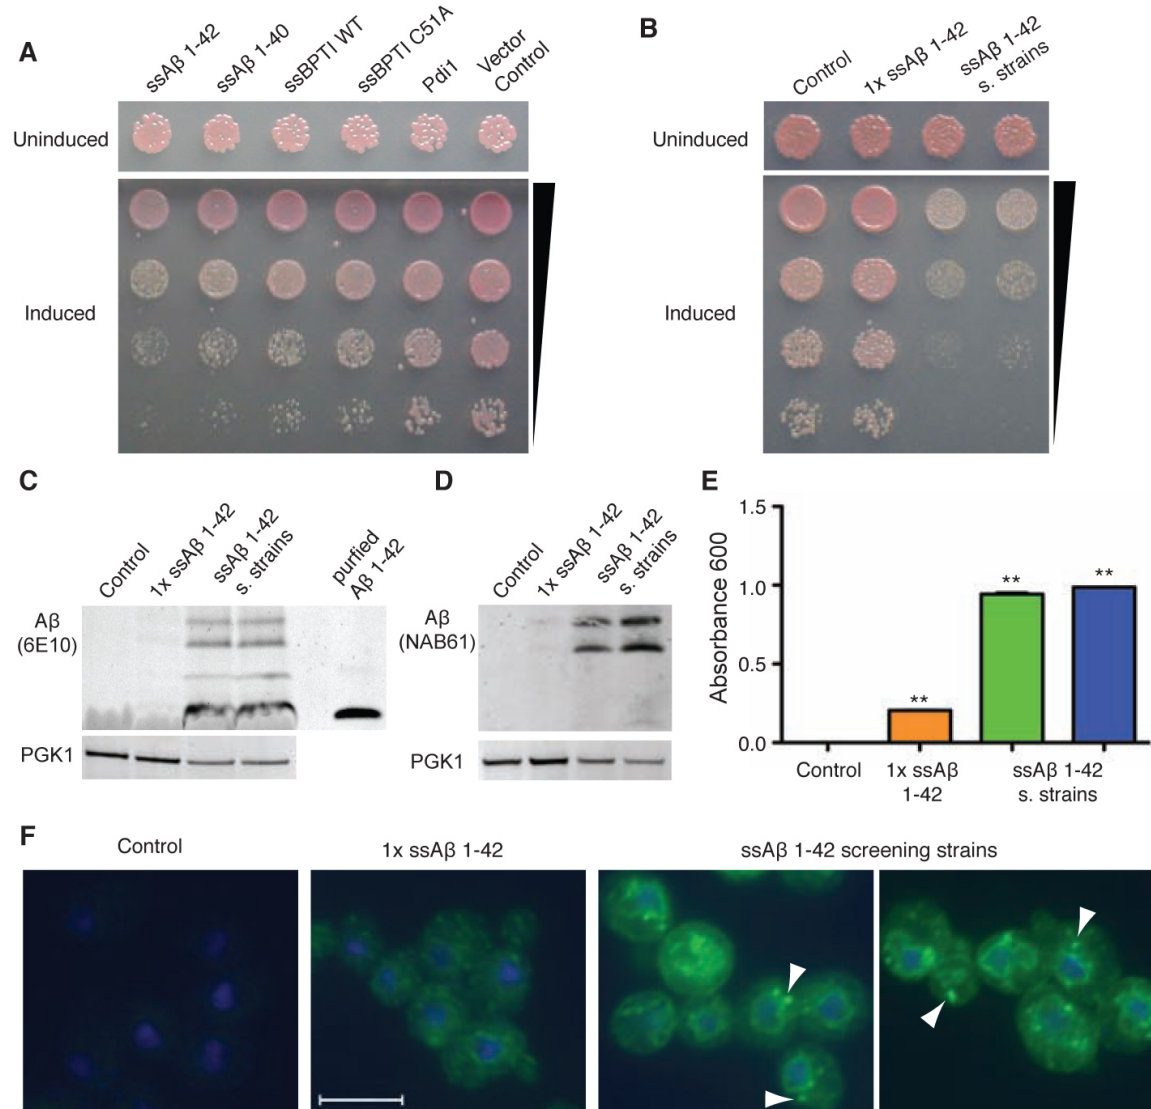 A
ssAβ 1-42
ssAβ 1-40
ssBPTI WT
ssBPTI C51A
Pdi1
Vector
Control
Uninduced
Induced
B
Control
1x ssAβ 1-42
ssAβ 1-42
s. strains
Uninduced
Induced
C
Control
1x ssAβ 1-42
ssAβ 1-42
s. strains
purfied
Aβ 1-42
Aβ
(6E10)
PGK1
D
Control
1x ssAβ 1-42
ssAβ 1-42
s. strains
Aβ
(NAB61)
PGK1
E
Absorbance 600
1.5
1.0
0.5
0.0
**
**
**
Control
1x ssAβ
1-42
ssAβ 1-42
s. strains
F
Control
1x ssAβ 1-42
ssAβ 1-42 screening strains